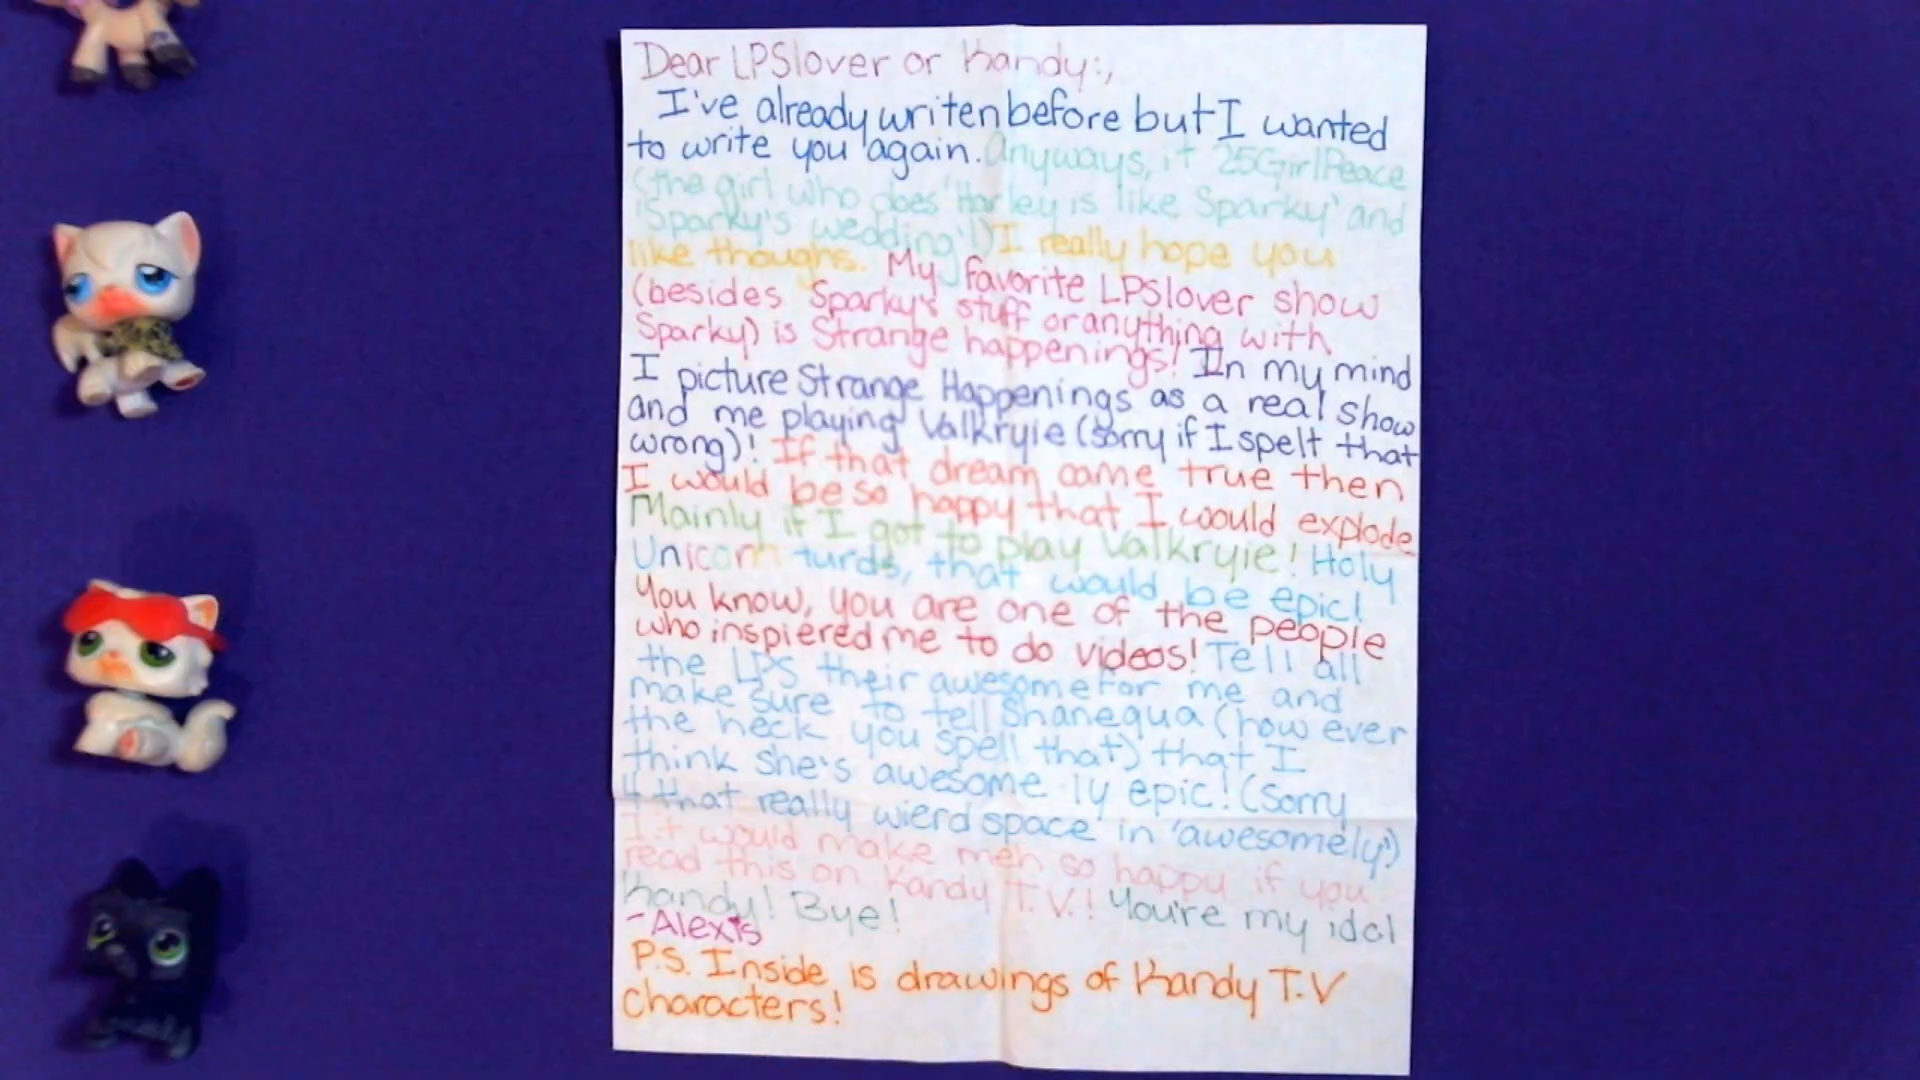 Dear LPSlover or Kandy:,
I've already writen before but I wanted
to write you again. Anyways, it 25GirlPeace
(the girl who does 'Harley is like Sparky' and
'Sparky's wedding'!) I really hope you
like thoughs. My favorite LPSlover show
(besides Sparky's stuff or anything with
Sparky) is Strange happenings! In my mind
I picture Strange Happenings as a real show
and me playing Valkryie (sorry if I spelt that
wrong)! If that dream came true then
I would be so happy that I would explode
Mainly if I got to play Valkryie! Holy
Unicorn turds, that would be epic!
You know, you are one of the people
who inspiered me to do videos! Tell all
the LPS their awesome for me and
make sure to tell Shanequa (how ever
the heck you spell that) that I
think she's awesome ly epic! (Sorry
4 that really wierd space in 'awesomely')
It would make meh so happy if you
read this on Kandy T.V.! You're my idol
Kandy! Bye!
-Alexis
P.S. Inside is drawings of Kandy T.V
Characters!